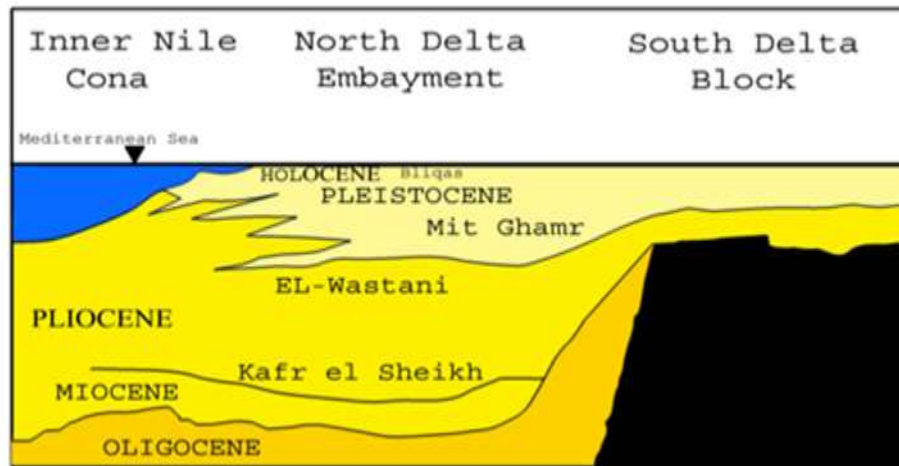 Inner Nile
Cona
North Delta
Embayment
South Delta
Block
Mediterranean Sea
HOLOCENE Bliqas
PLEISTOCENE
Mit Ghamr
EL-Wastani
PLIOCENE
Kafr el Sheikh
MIOCENE
OLIGOCENE